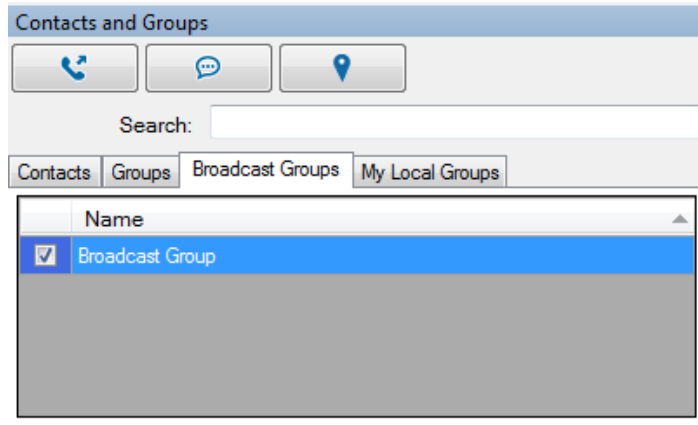 Contacts and Groups
Search:
Contacts Groups Broadcast Groups My Local Groups
Name
Broadcast Group